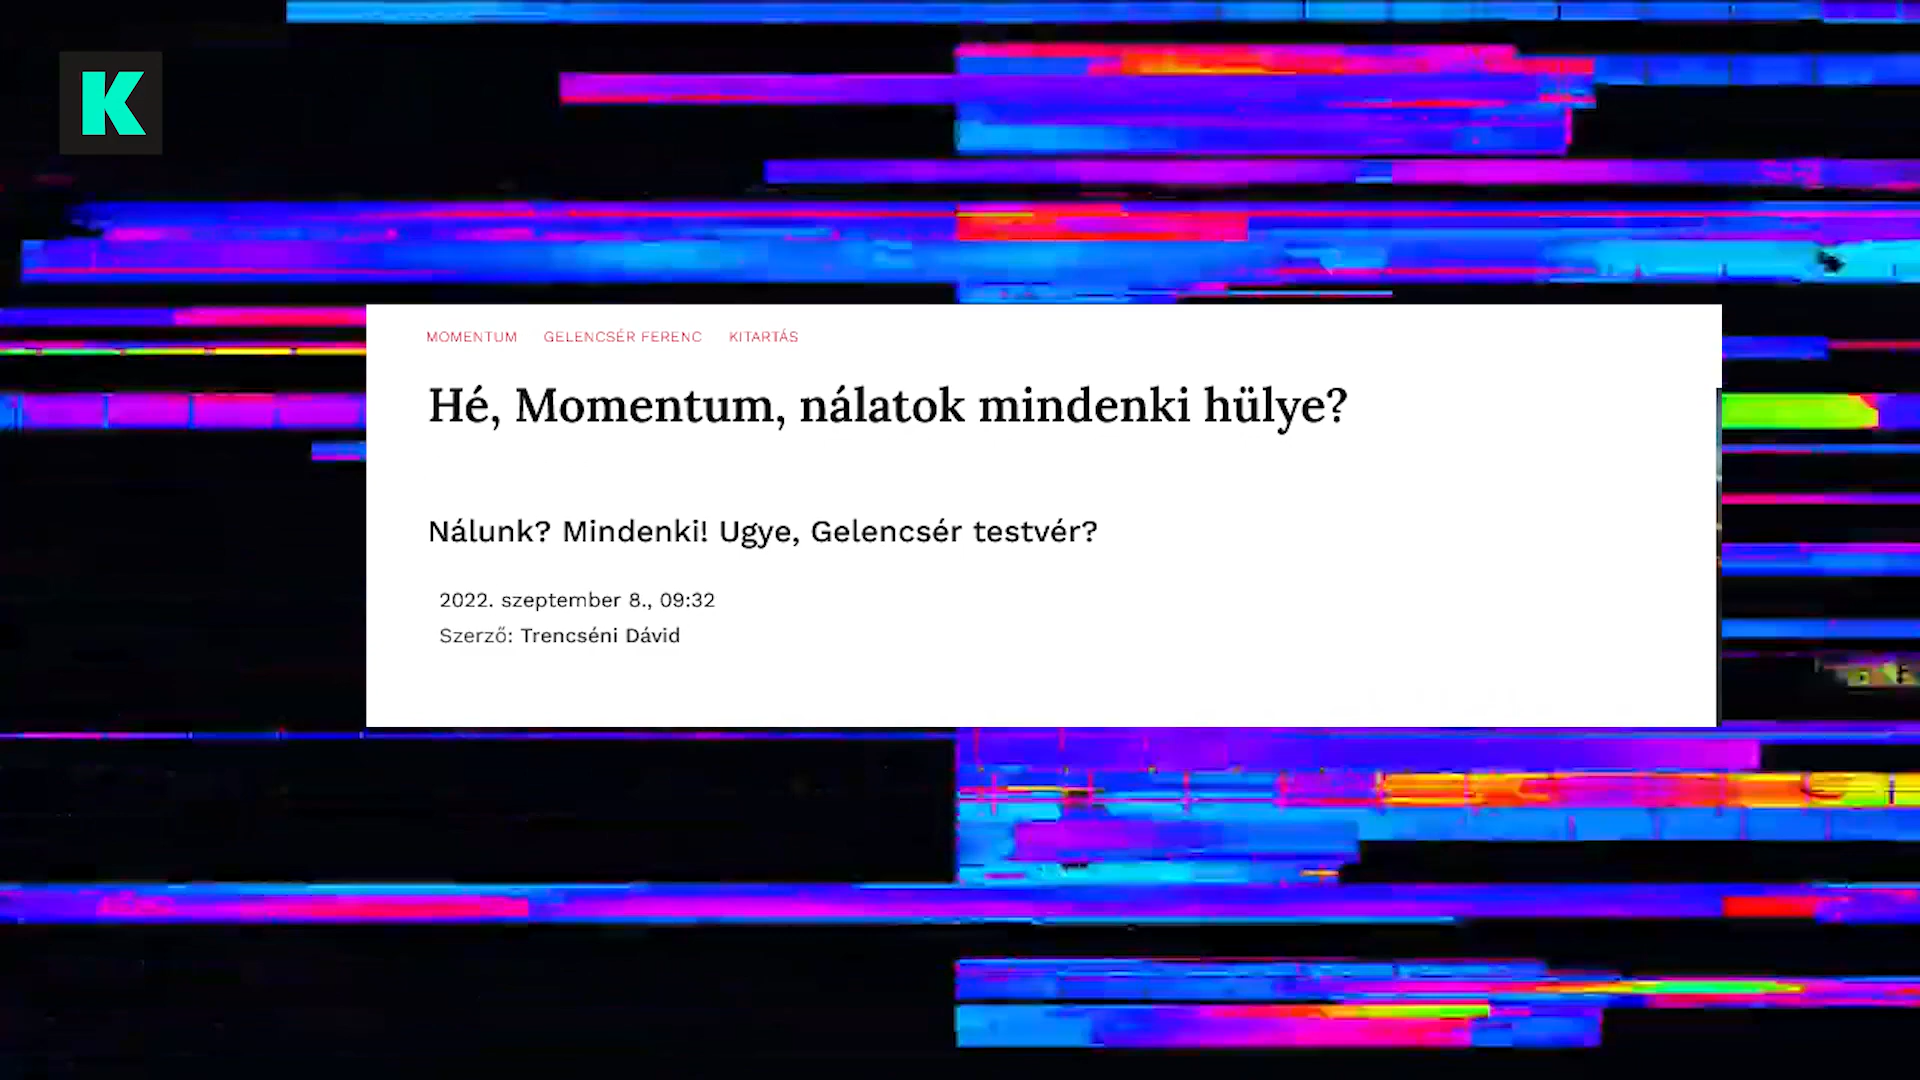 K
MOMENTUM GELENCSÉR FERENC KITARTÁS
Hé, Momentum, nálatok mindenki hülye?
Nálunk? Mindenki! Ugye, Gelencsér testvér?
2022. szeptember 8., 09:32
Szerző: Trencséni Dávid